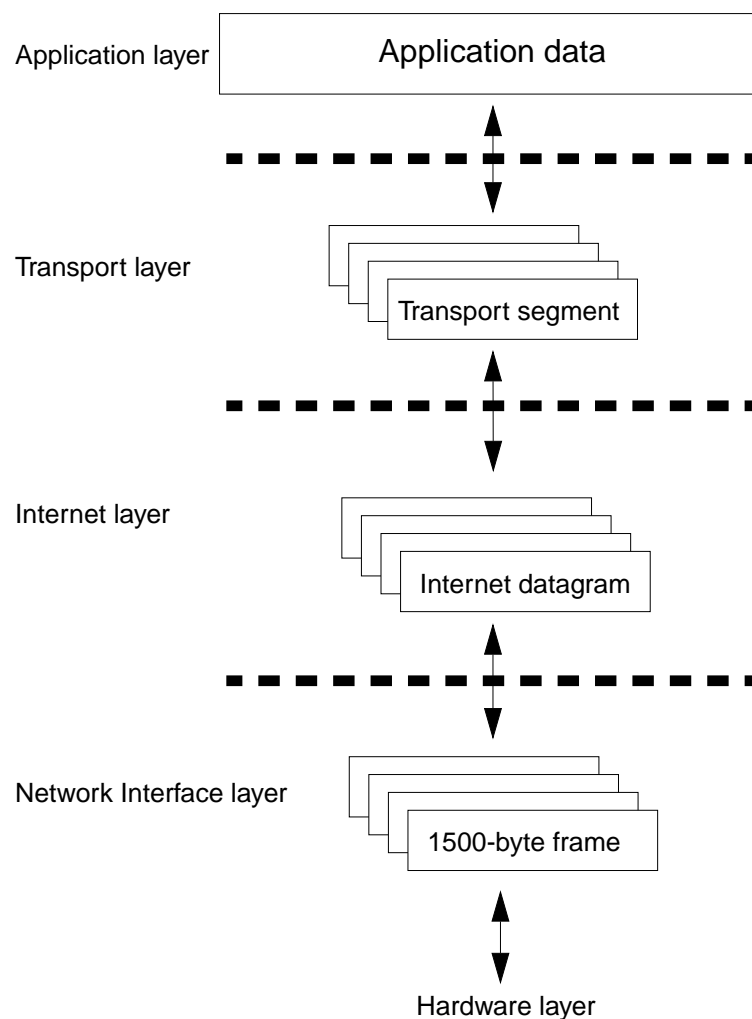 Application layer
Application data
Transport layer
Transport segment
Internet layer
Internet datagram
Network Interface layer
1500-byte frame
Hardware layer